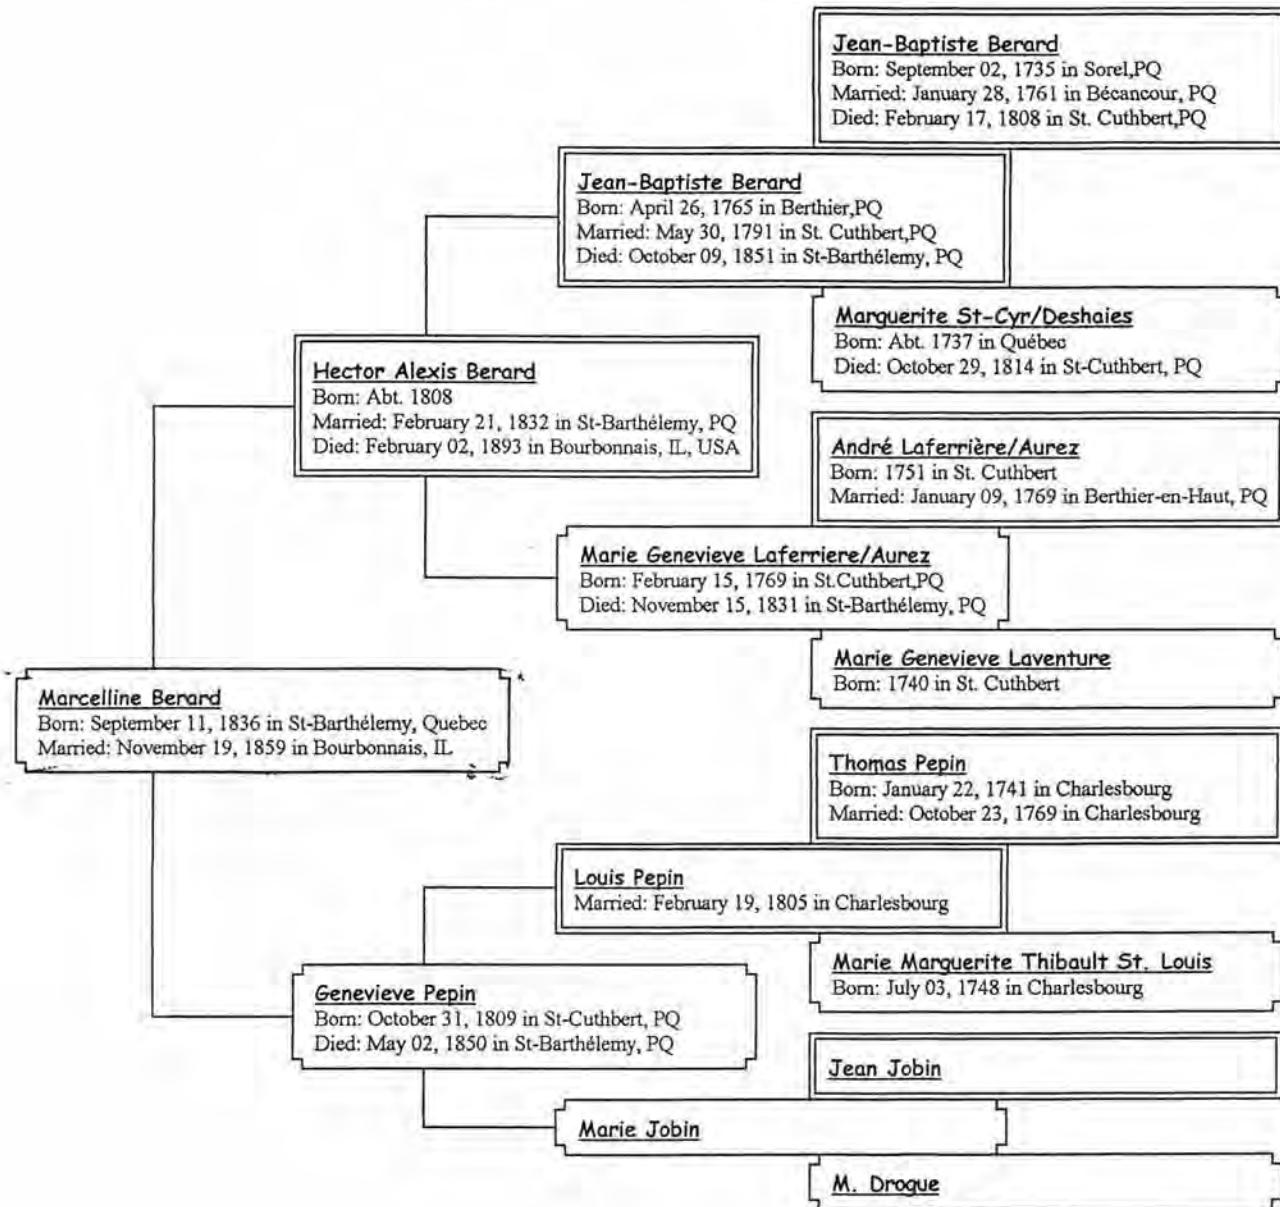 Jean-Baptiste Berard
Born: September 02, 1735 in Sorel,PQ
Married: January 28, 1761 in Bécancour, PQ
Died: February 17, 1808 in St. Cuthbert,PQ
Jean-Baptiste Berard
Born: April 26, 1765 in Berthier,PQ
Married: May 30, 1791 in St. Cuthbert,PQ
Died: October 09, 1851 in St-Barthélemy, PQ
Marguerite St-Cyr/Deshaies
Born: Abt. 1737 in Québec
Died: October 29, 1814 in St-Cuthbert, PQ
Hector Alexis Berard
Born: Abt. 1808
Married: February 21, 1832 in St-Barthélemy, PQ
Died: February 02, 1893 in Bourbonnais, IL, USA
André Laferrière/Aurez
Born: 1751 in St. Cuthbert
Married: January 09, 1769 in Berthier-en-Haut, PQ
Marie Genevieve Laferriere/Aurez
Born: February 15, 1769 in St.Cuthbert,PQ
Died: November 15, 1831 in St-Barthélemy, PQ
Marie Genevieve Laventure
Born: 1740 in St. Cuthbert
Marcelline Berard
Born: September 11, 1836 in St-Barthélemy, Quebec
Married: November 19, 1859 in Bourbonnais, IL
Thomas Pepin
Born: January 22, 1741 in Charlesbourg
Married: October 23, 1769 in Charlesbourg
Louis Pepin
Married: February 19, 1805 in Charlesbourg
Marie Marguerite Thibault St. Louis
Born: July 03, 1748 in Charlesbourg
Genevieve Pepin
Born: October 31, 1809 in St-Cuthbert, PQ
Died: May 02, 1850 in St-Barthélemy, PQ
Jean Jobin
Marie Jobin
M. Drogue